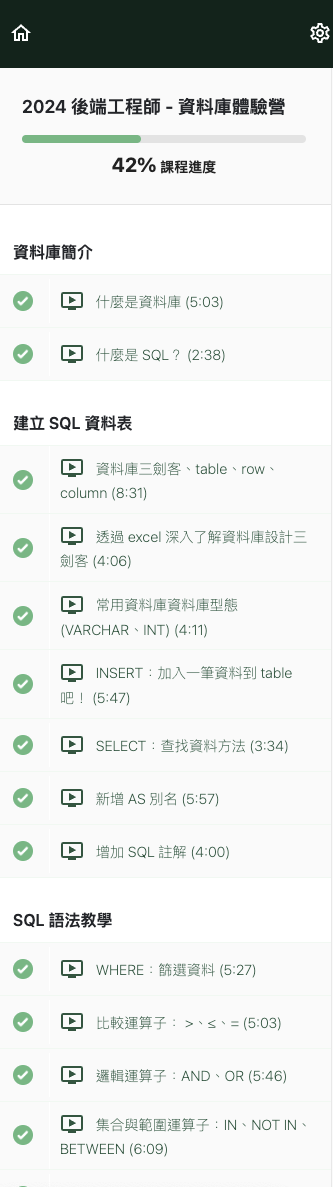 2024 後端工程師 - 資料庫體驗營
42% 課程進度
資料庫簡介
什麼是資料庫 (5:03)
什麼是 SQL？ (2:38)
建立 SQL 資料表
資料庫三劍客、table、row、
column (8:31)
透過 excel 深入了解資料庫設計三
劍客 (4:06)
常用資料庫資料庫型態
(VARCHAR、INT) (4:11)
INSERT：加入一筆資料到 table
吧！ (5:47)
SELECT：查找資料方法 (3:34)
新增 AS 別名 (5:57)
增加 SQL 註解 (4:00)
SQL 語法教學
WHERE：篩選資料 (5:27)
比較運算子： >、≤、= (5:03)
邏輯運算子：AND、OR (5:46)
集合與範圍運算子：IN、NOT IN、
BETWEEN (6:09)